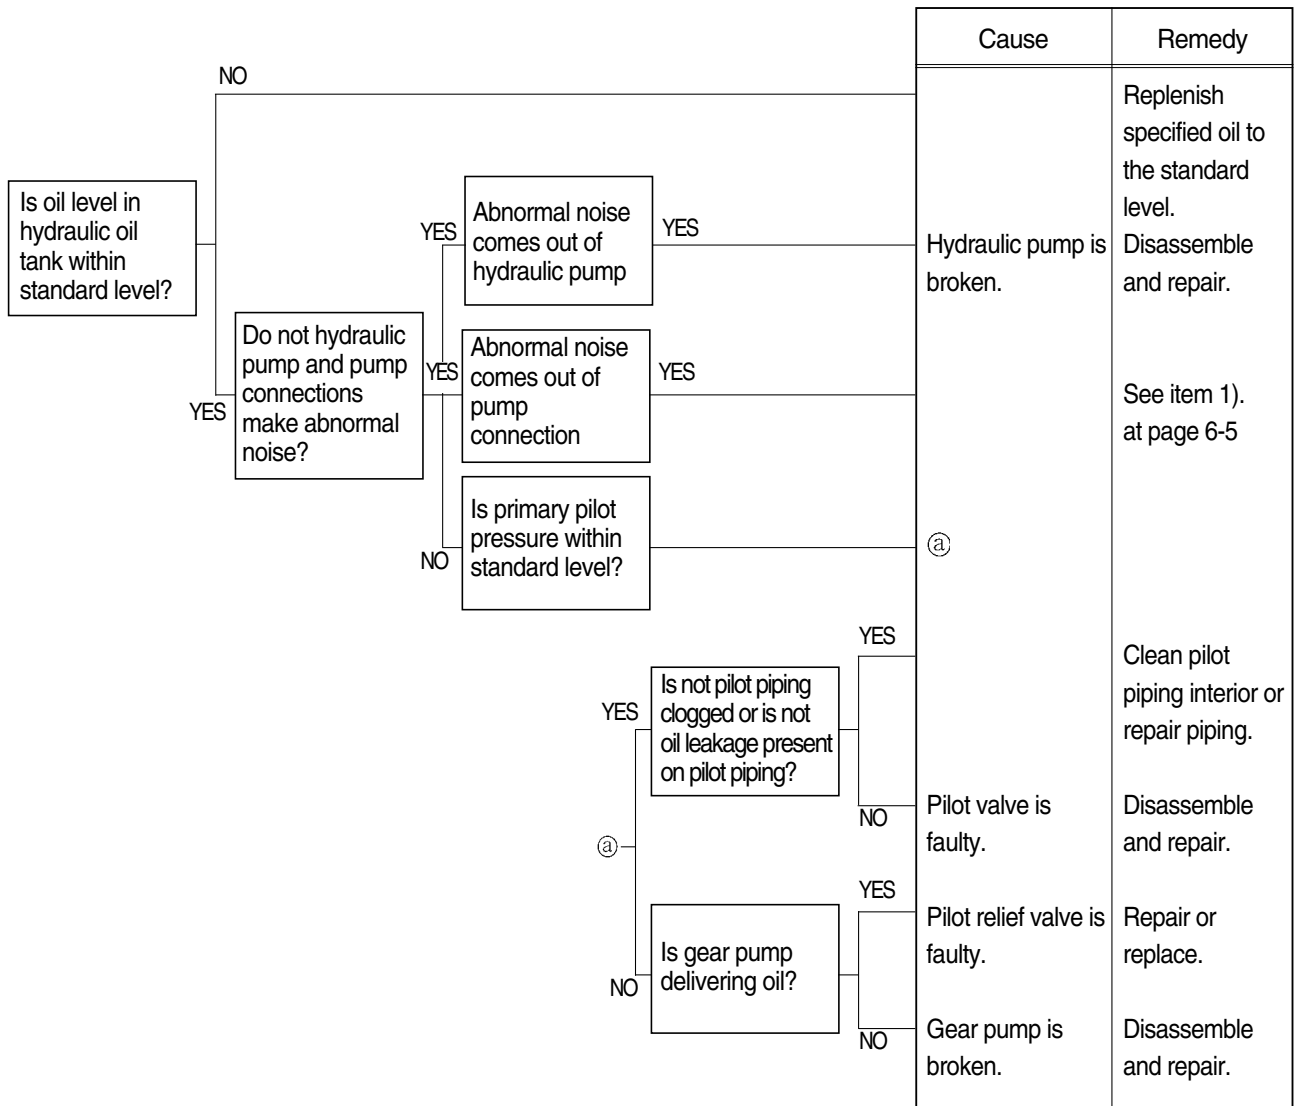 Cause
Remedy
NO
Replenish
specified oil to
the standard
level.
Is oil level in
hydraulic oil
tank within
standard level?
YES
Abnormal noise
comes out of
hydraulic pump
YES
Hydraulic pump is
broken.
Disassemble
and repair.
YES
Do not hydraulic
pump and pump
connections
make abnormal
noise?
YES
Abnormal noise
comes out of
pump
connection
YES
See item 1).
at page 6-5
NO
Is primary pilot
pressure within
standard level?
ⓐ
YES
Is not pilot piping
clogged or is not
oil leakage present
on pilot piping?
YES
Clean pilot
piping interior or
repair piping.
NO
Pilot valve is
faulty.
Disassemble
and repair.
ⓐ
NO
Is gear pump
delivering oil?
YES
Pilot relief valve is
faulty.
Repair or
replace.
NO
Gear pump is
broken.
Disassemble
and repair.